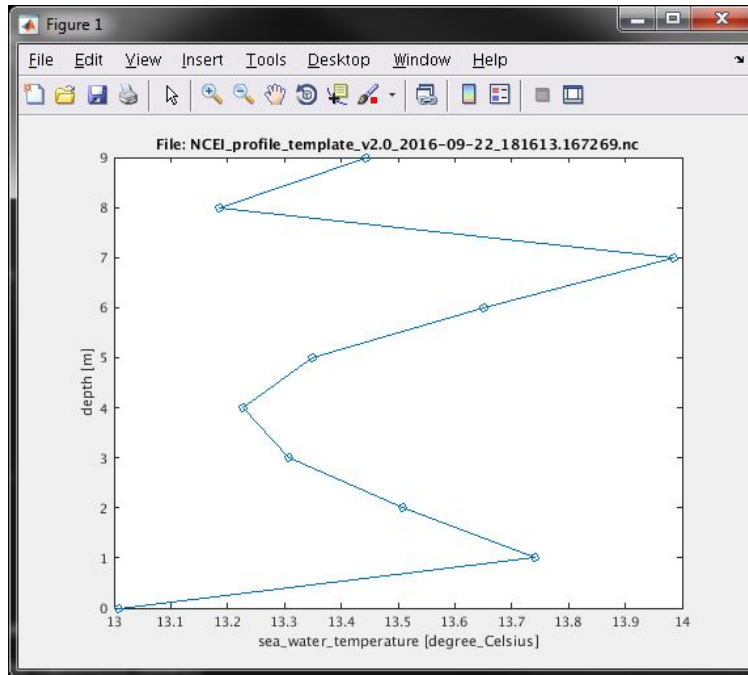 Figure 1
File Edit View Insert Tools Desktop Window Help
File: NCEI_profile_template_v2.0_2016-09-22_181613.167269.nc
9
8
7
6
5
4
3
2
1
0
depth [m]
13 13.1 13.2 13.3 13.4 13.5 13.6 13.7 13.8 13.9 14
sea_water_temperature [degree_Celsius]